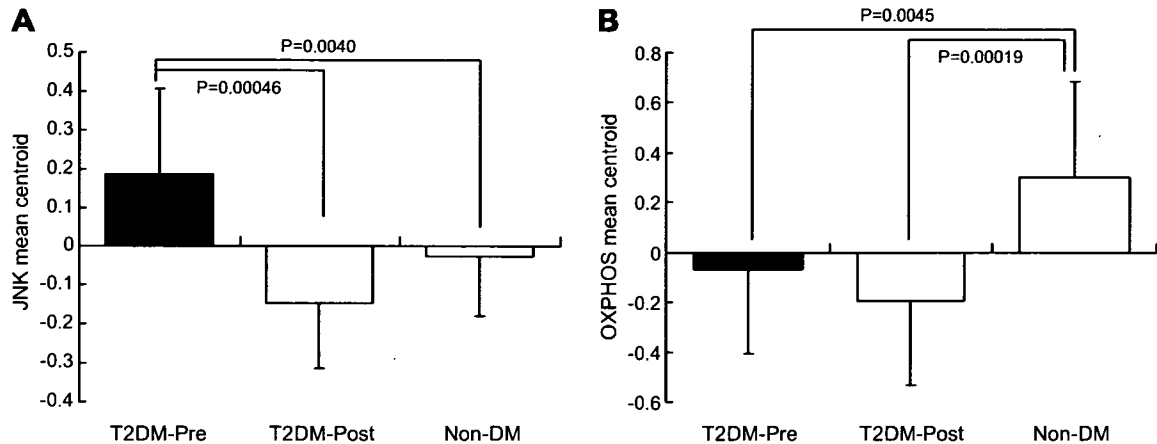 A
JNK mean centroid
0.5
0.4
0.3
0.2
0.1
0
-0.1
-0.2
-0.3
-0.4
P=0.0040
P=0.00046
T2DM-Pre
T2DM-Post
Non-DM
B
OXPHOS mean centroid
0.8
0.6
0.4
0.2
0
-0.2
-0.4
-0.6
P=0.0045
P=0.00019
T2DM-Pre
T2DM-Post
Non-DM